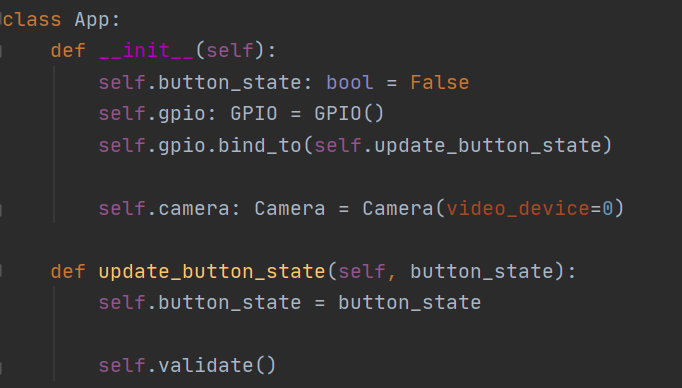 class App:
    def __init__(self):
        self.button_state: bool = False
        self.gpio: GPIO = GPIO()
        self.gpio.bind_to(self.update_button_state)
        self.camera: Camera = Camera(video_device=0)
    def update_button_state(self, button_state):
        self.button_state = button_state
        self.validate()